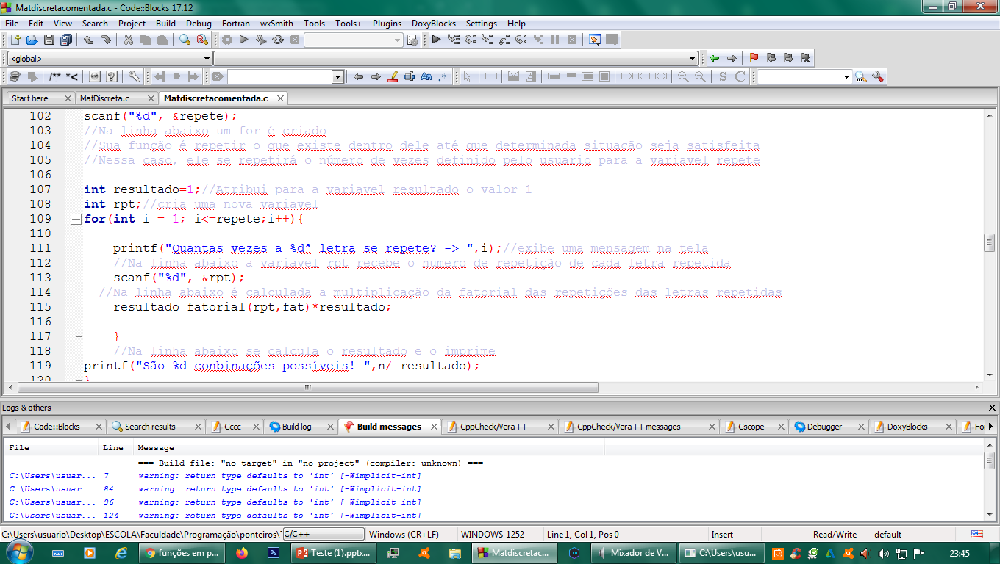 Matdiscretacomentada.c - Code::Blocks 17.12
File Edit View Search Project Build Debug Fortran wxSmith Tools Tools+ Plugins DoxyBlocks Settings Help
<global>
/** *<
Aa .*
S C
Start here MatDiscreta.c Matdiscretacomentada.c
102 scanf("%d", &repete);
103 //Na linha abaixo um for é criado
104 //Sua função é repetir o que existe dentro dele até que determinada situacão seja satisfeita
105 //Nessa caso, ele se repetirá o número de vezes definido pelo usuario para a variavel repete
106
107 int resultado=1;//Atribui para a variavel resultado o valor 1
108 int rpt;//cria uma nova variavel
109 for(int i = 1; i<=repete;i++){
110
111 printf("Quantas vezes a %dª letra se repete? -> ",i);//exibe uma mensagem na tela
112 //Na linha abaixo a variavel rpt recebe o numero de repetição de cada letra repetida
113 scanf("%d", &rpt);
114 //Na linha abaixo é calculada a multiplicação da fatorial das repetições das letras repetidas
115 resultado=fatorial(rpt,fat)*resultado;
116
117 }
118 //Na linha abaixo se calcula o resultado e o imprime
119 printf("São %d conbinações possíveis! ",n/ resultado);
120 }
Logs & others
Code::Blocks Search results Cccc Build log Build messages CppCheck/Vera++ CppCheck/Vera++ messages Cscope Debugger DoxyBlocks Fo
File Line Message
=== Build file: "no target" in "no project" (compiler: unknown) ===
C:\Users\usuar... 7 warning: return type defaults to 'int' [-Wimplicit-int]
C:\Users\usuar... 84 warning: return type defaults to 'int' [-Wimplicit-int]
C:\Users\usuar... 96 warning: return type defaults to 'int' [-Wimplicit-int]
C:\Users\usuar... 124 warning: return type defaults to 'int' [-Wimplicit-int]
C:\Users\usuario\Desktop\ESCOLA\Faculdade\Programação\ponteiros\ C/C++ Windows (CR+LF) WINDOWS-1252 Line 1, Col 1, Pos 0 Insert Read/Write default
funções em p... Ps Teste (1).pptx... Matdiscretac... Mixador de V... C:\Users\usu... 23:45